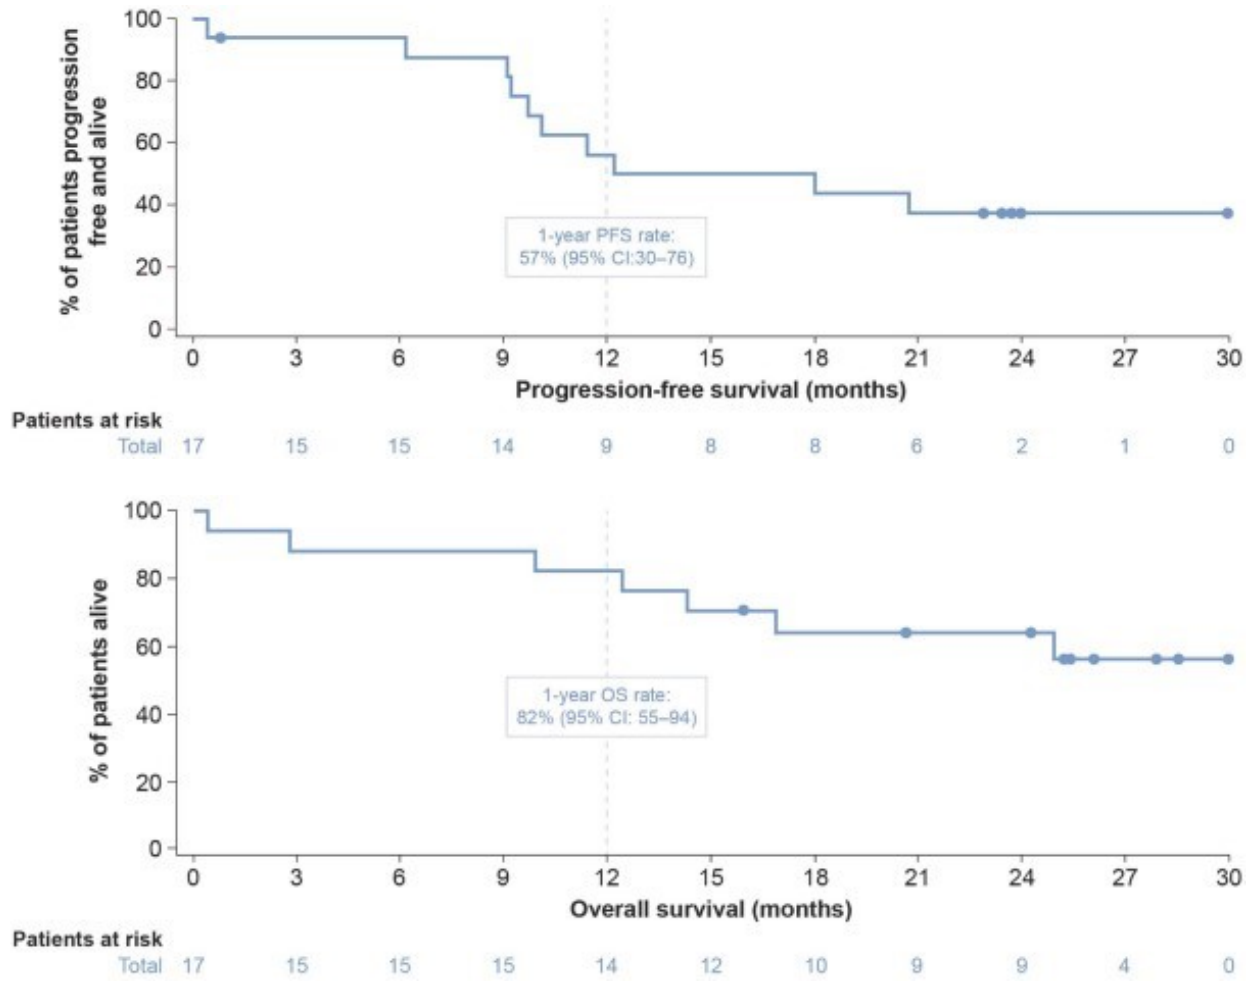 100
80
60
40
20
0
% of patients progression
free and alive
1-year PFS rate:
57% (95% CI:30–76)
0 3 6 9 12 15 18 21 24 27 30
Progression-free survival (months)
Patients at risk
Total 17 15 15 14 9 8 8 6 2 1 0
100
80
60
40
20
0
% of patients alive
1-year OS rate:
82% (95% CI: 55–94)
0 3 6 9 12 15 18 21 24 27 30
Overall survival (months)
Patients at risk
Total 17 15 15 15 14 12 10 9 9 4 0